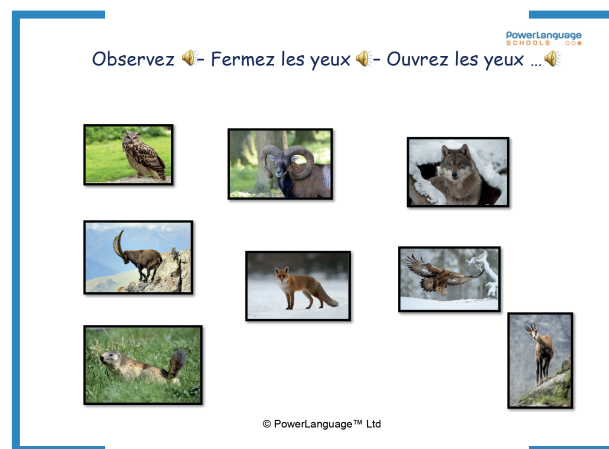 PowerLanguage
SCHOOLS
Observez - Fermez les yeux - Ouvrez les yeux ...
© PowerLanguage™ Ltd